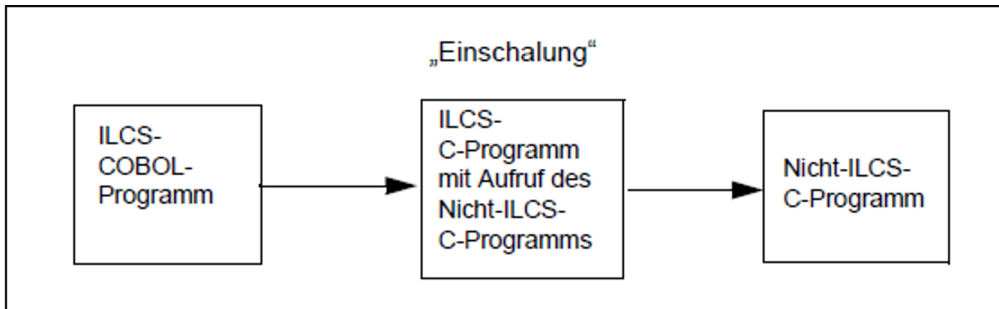 „Einschalung“
ILCS-
COBOL-
Programm
ILCS-
C-Programm
mit Aufruf des
Nicht-ILCS-
C-Programms
Nicht-ILCS-
C-Programm